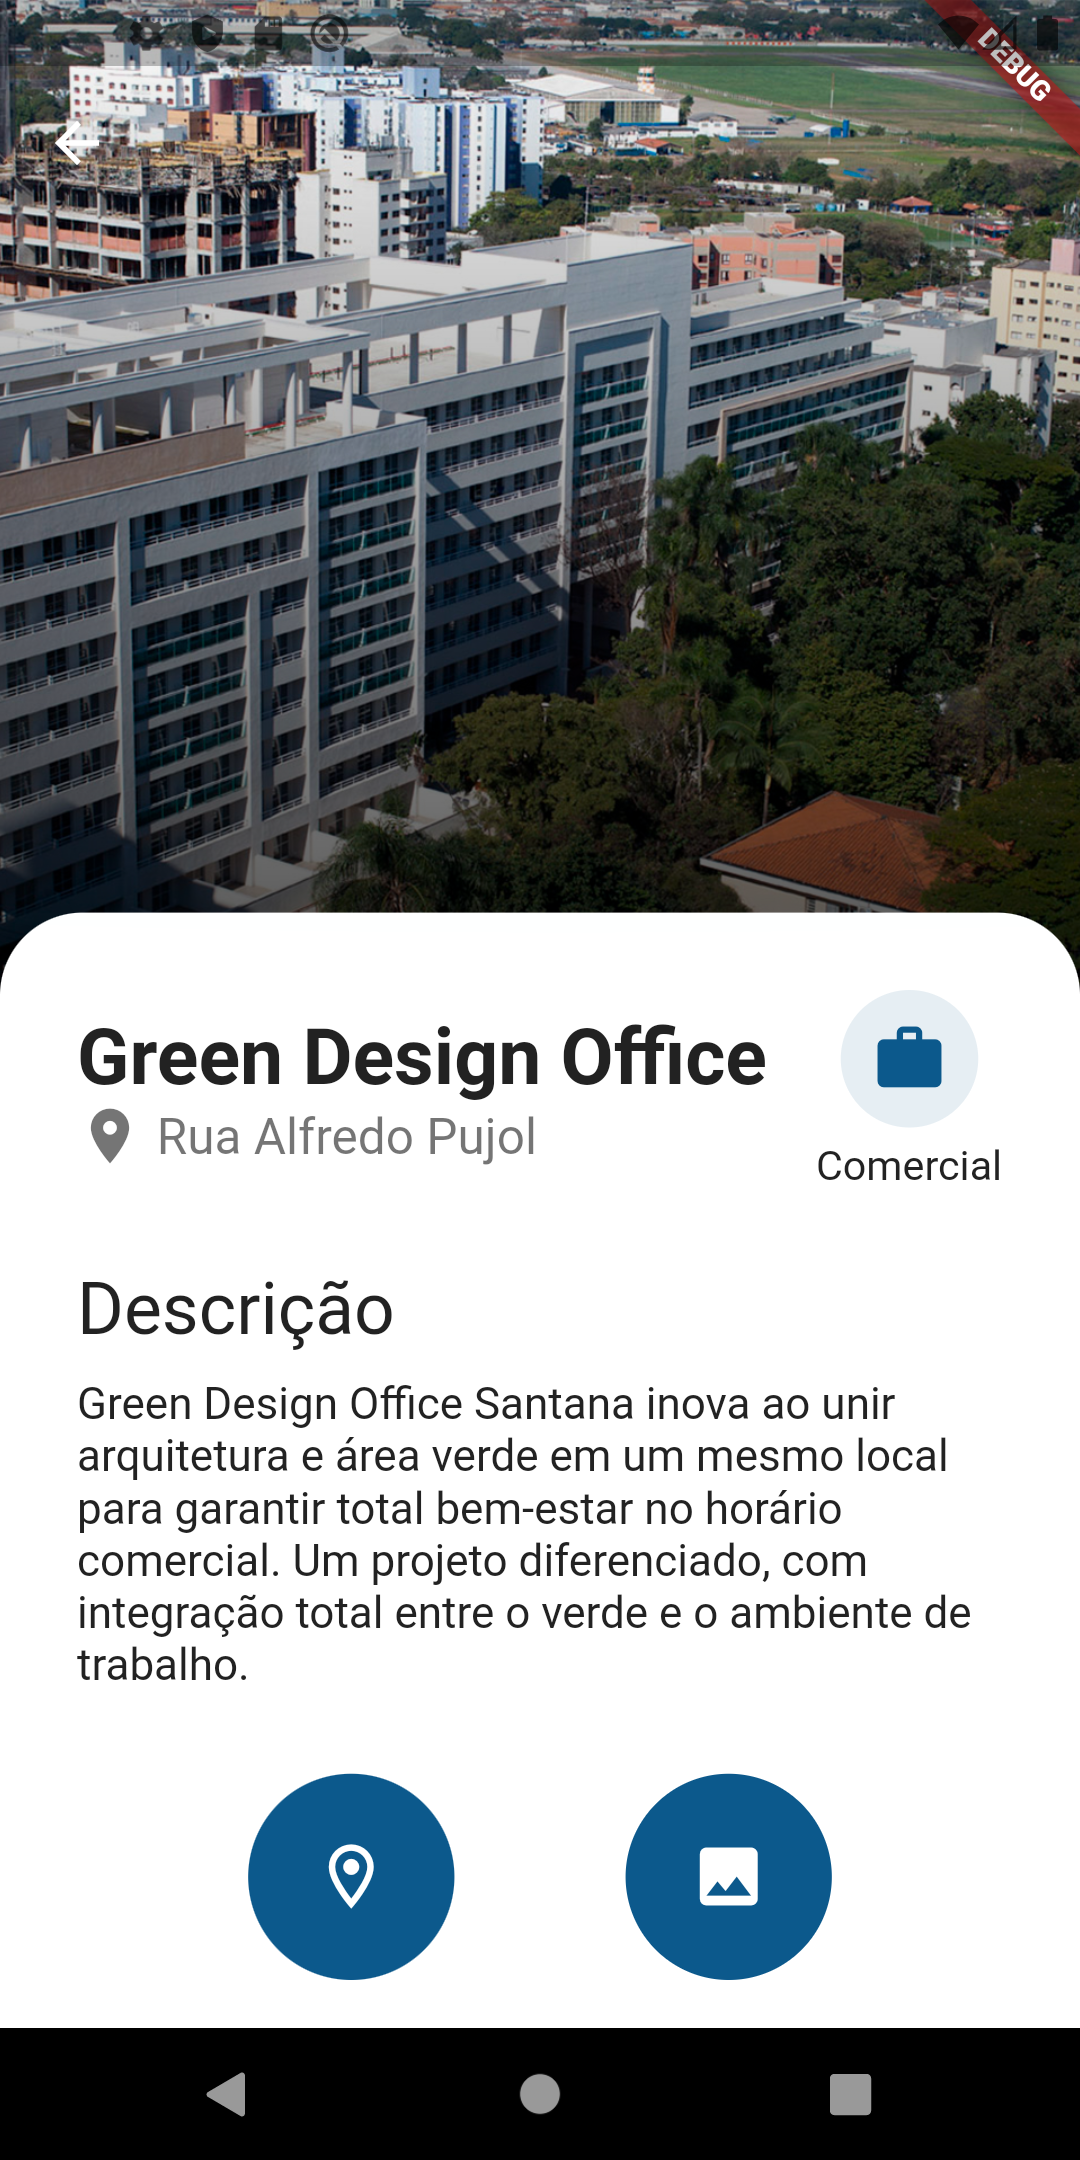 DEBUG
Green Design Office
Rua Alfredo Pujol
Comercial
Descrição
Green Design Office Santana inova ao unir
arquitetura e área verde em um mesmo local
para garantir total bem-estar no horário
comercial. Um projeto diferenciado, com
integração total entre o verde e o ambiente de
trabalho.